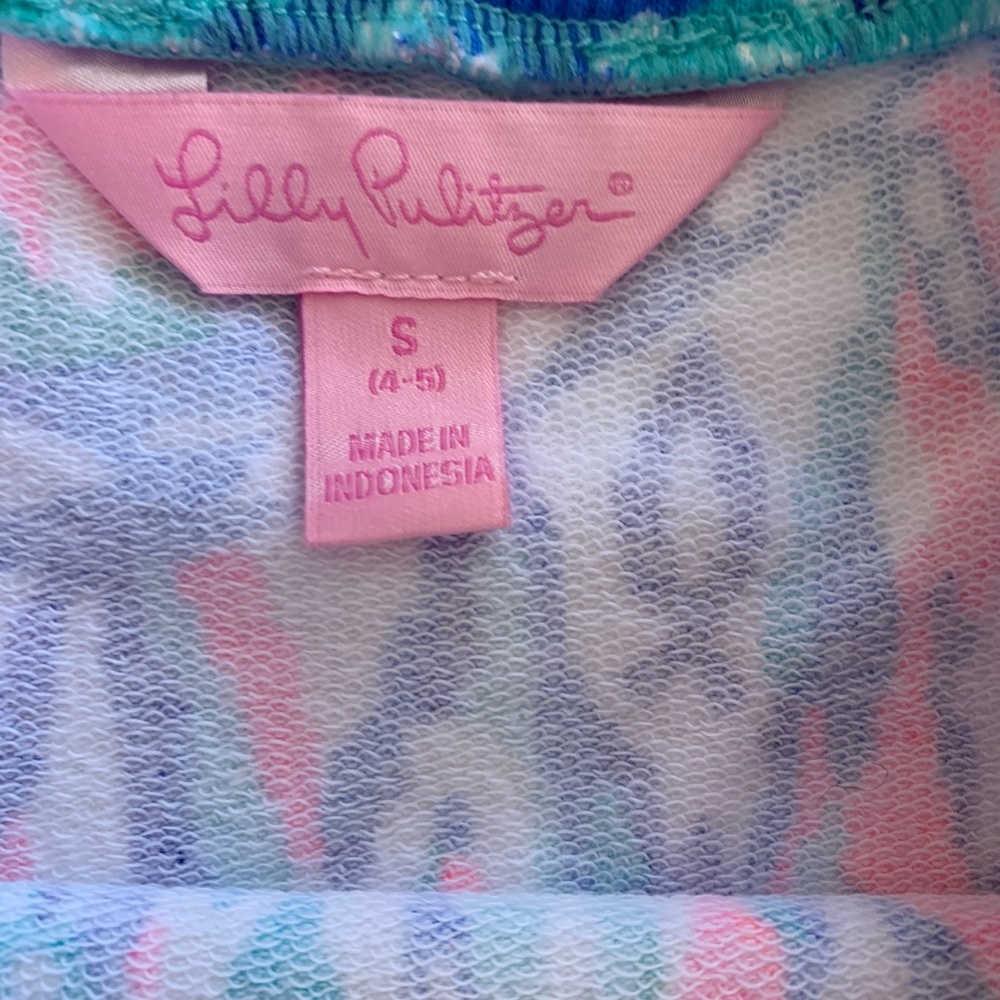 Lilly Pulitzer®
S
(4-5)
MADE IN
INDONESIA